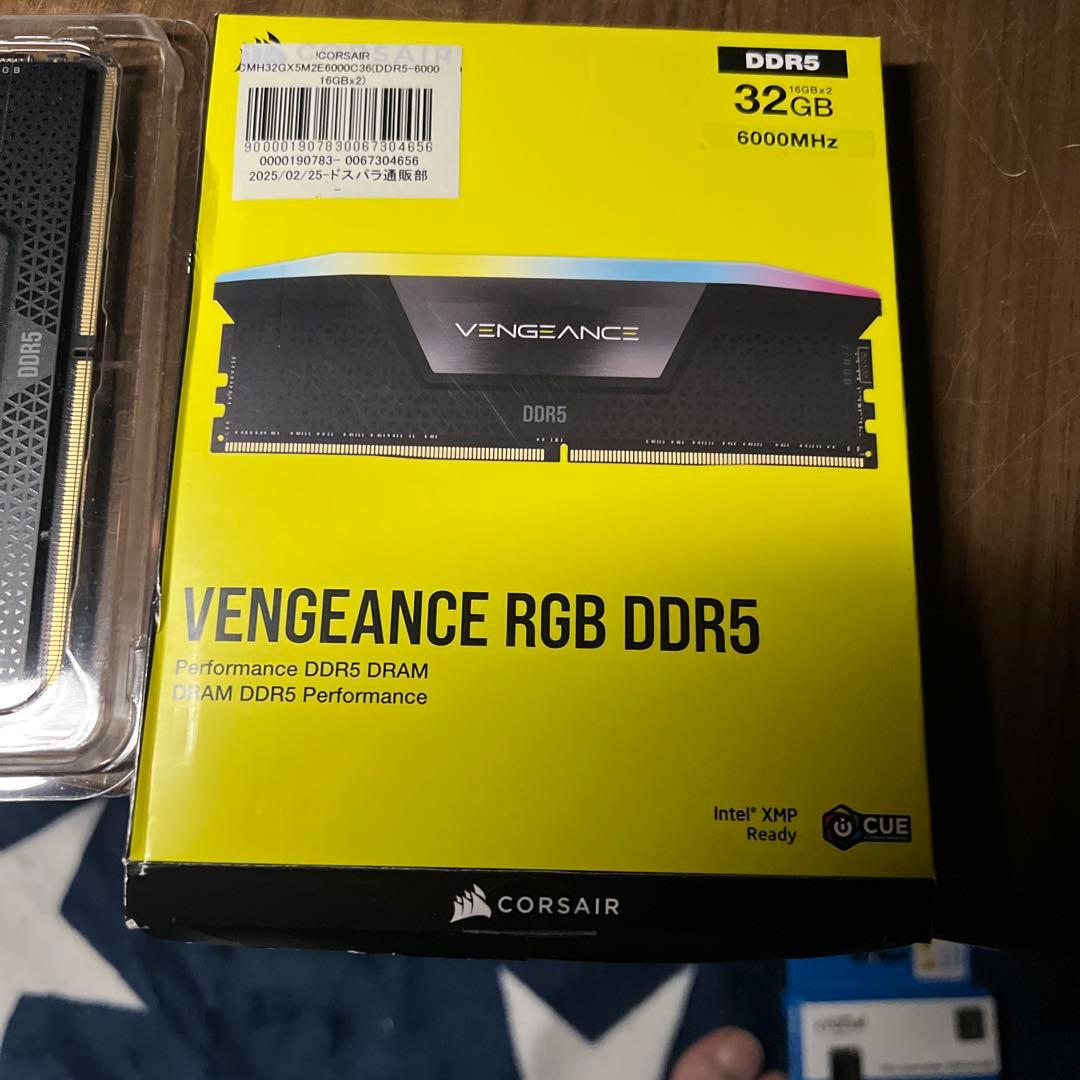 !CORSAIR
CMH32GX5M2E6000C36(DDR5-6000
16GBx2)
900001907830067304656
0000190783- 0067304656
2025/02/25-ドスパラ通販部
-
DDR5
16GBx2
32GB
6000MHz
VENGEANCE
DDR5
VENGEANCE RGB DDR5
Performance DDR5 DRAM
DRAM DDR5 Performance
Intel® XMP
Ready
CUE
CORSAIR
DDR5